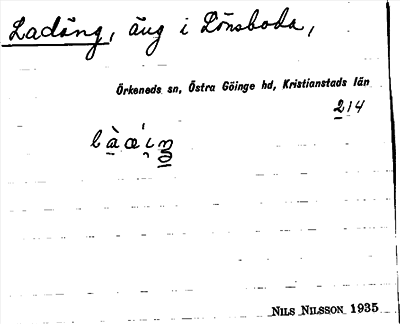 Ladäng, äng i Lönsboda,
Örkeneds sn, Östra Göinge hd, Kristianstads län
214
NILS NILSSON 1935